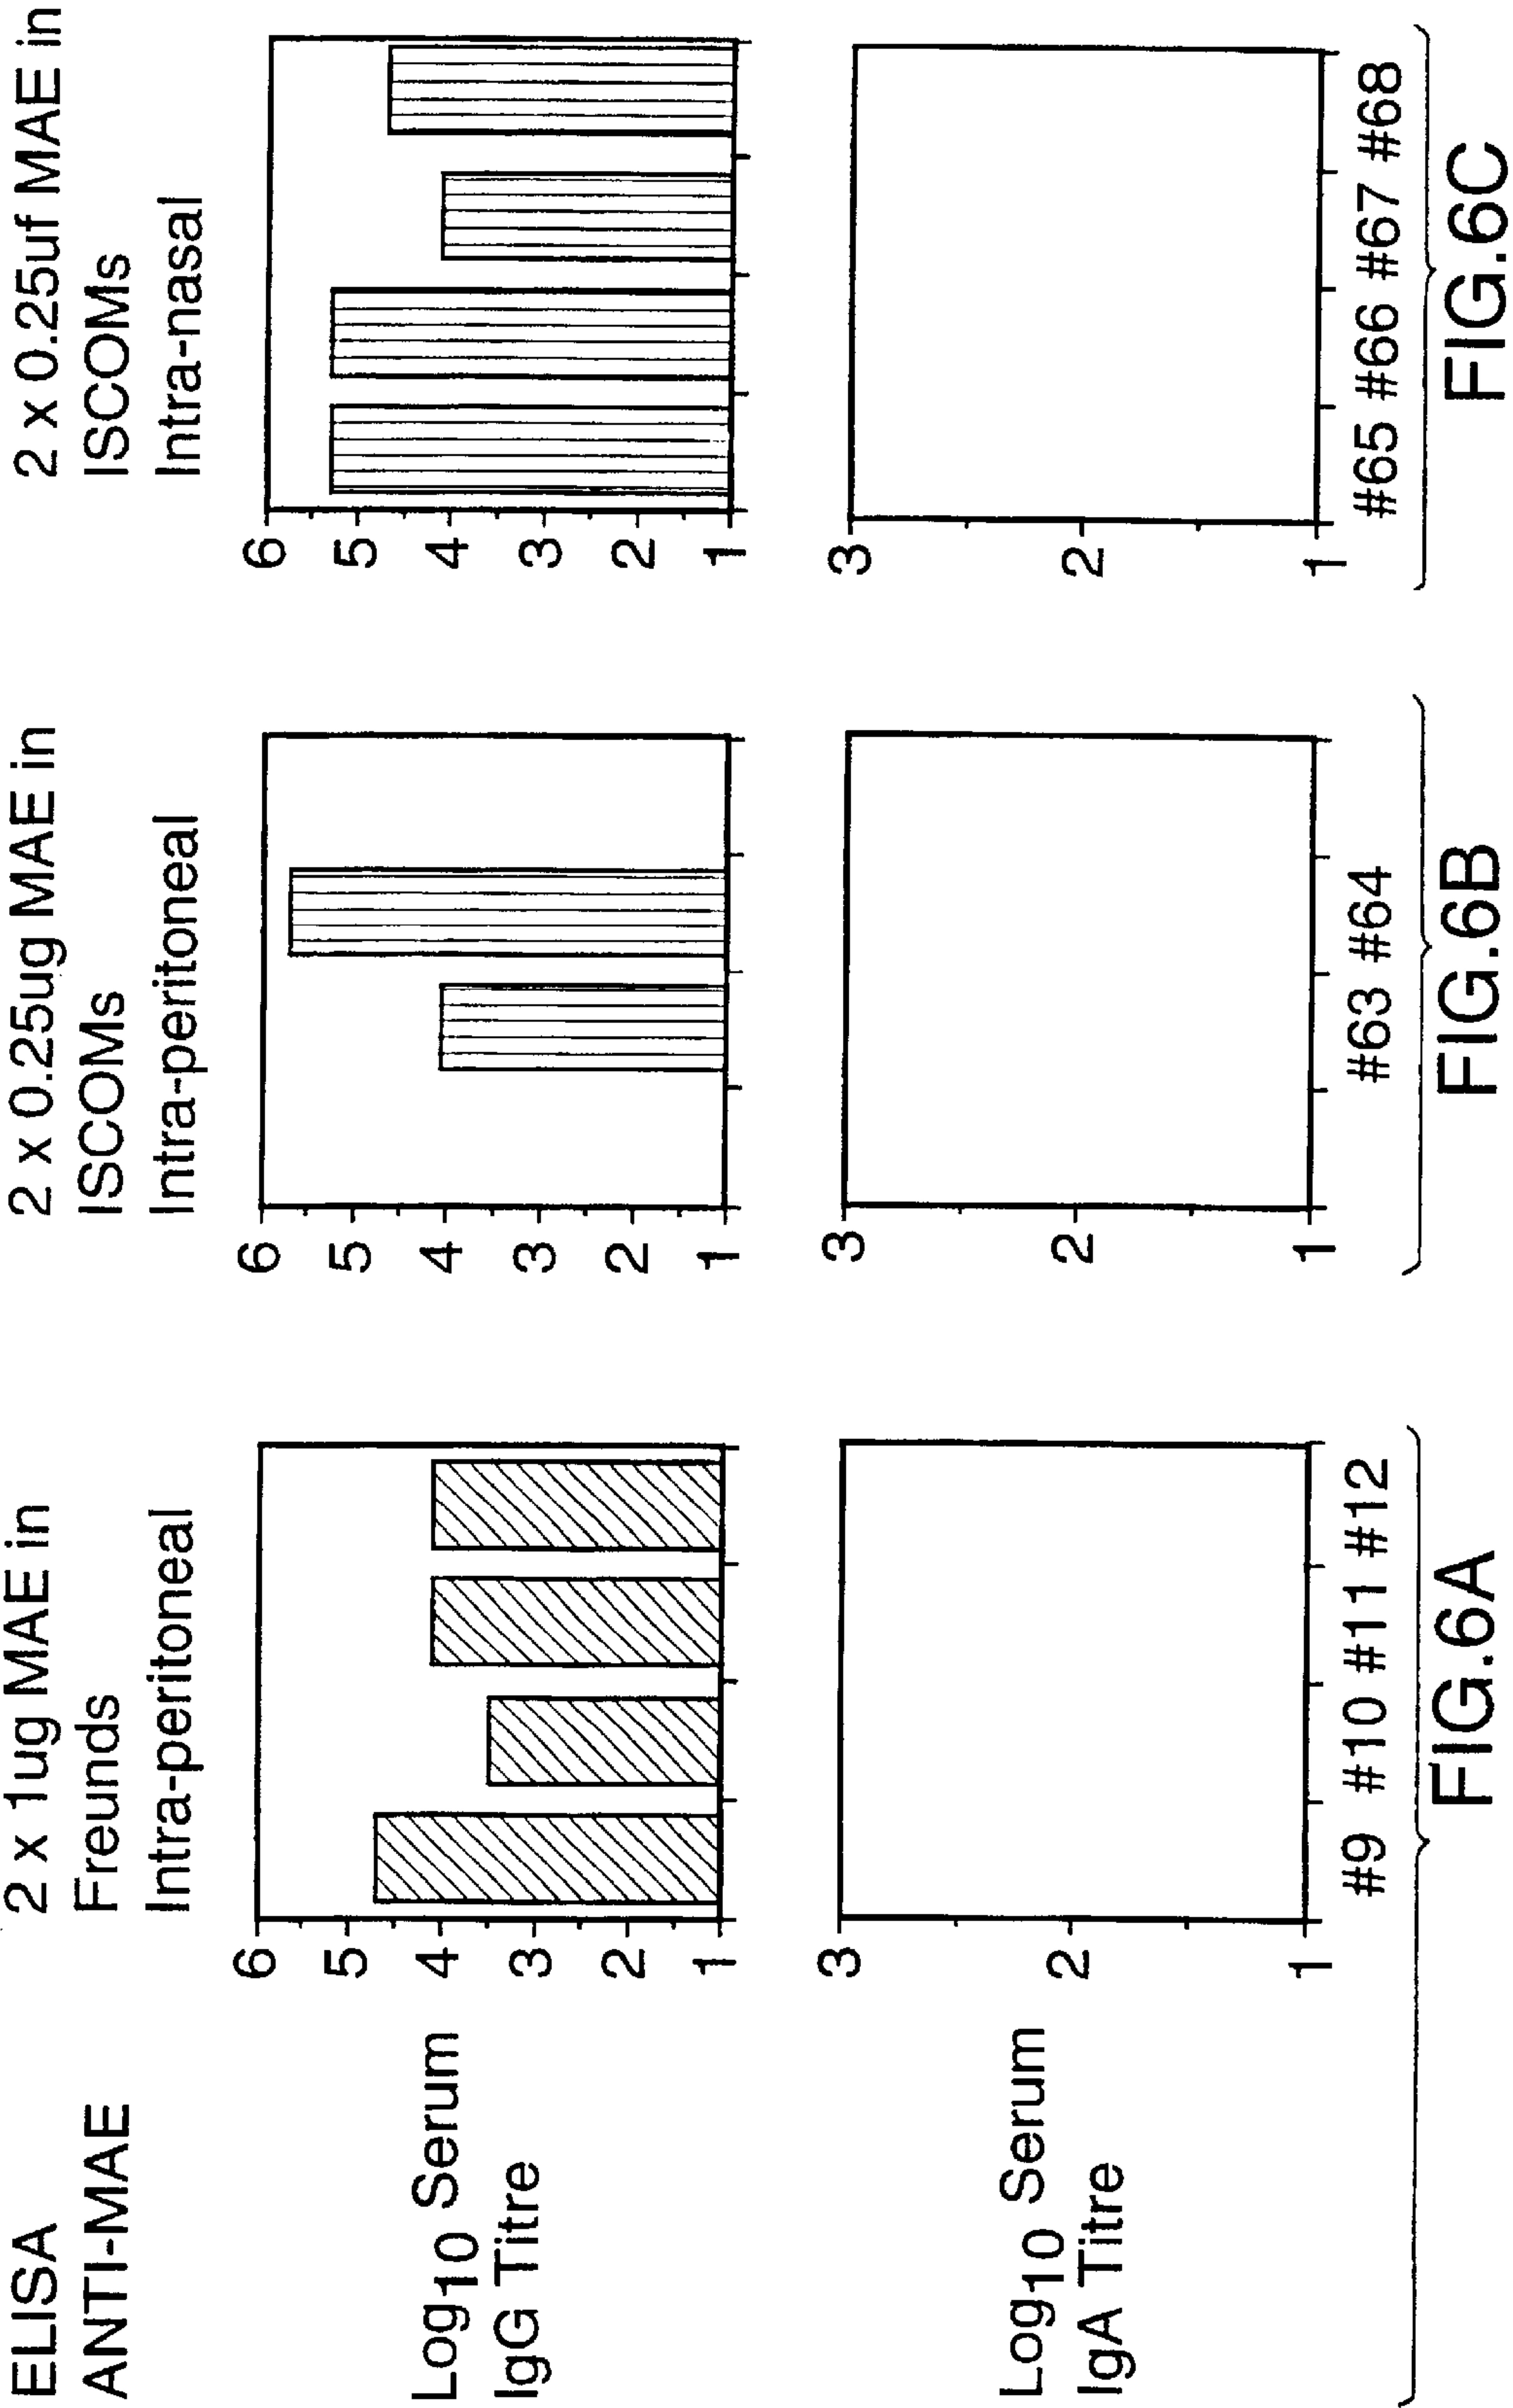 ELISA
ANTI-MAE
2 x 1ug MAE in
Freunds
Intra-peritoneal
2 x 0.25ug MAE in
ISCOMs
Intra-peritoneal
2 x 0.25uf MAE in
ISCOMs
Intra-nasal
Log10 Serum
IgG Titre
6
5
4
3
2
1
6
5
4
3
2
1
6
5
4
3
2
1
Log10 Serum
IgA Titre
3
2
1
3
2
1
3
2
1
#9 #10 #11 #12
#63 #64
#65 #66 #67 #68
FIG.6A
FIG.6B
FIG.6C